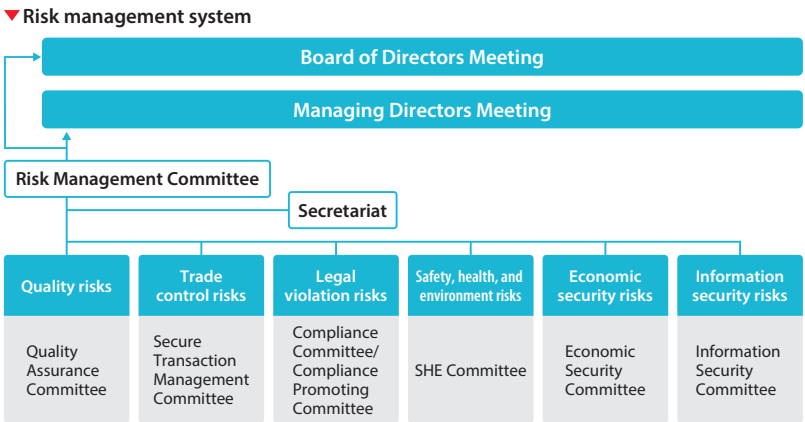 Risk management system
Board of Directors Meeting
Managing Directors Meeting
Risk Management Committee
Secretariat
Quality risks
Trade
control risks
Legal
violation risks
Safety, health, and
environment risks
Economic
security risks
Information
security risks
Quality
Assurance
Committee
Secure
Transaction
Management
Committee
Compliance
Committee/
Compliance
Promoting
Committee
SHE Committee
Economic
Security
Committee
Information
Security
Committee